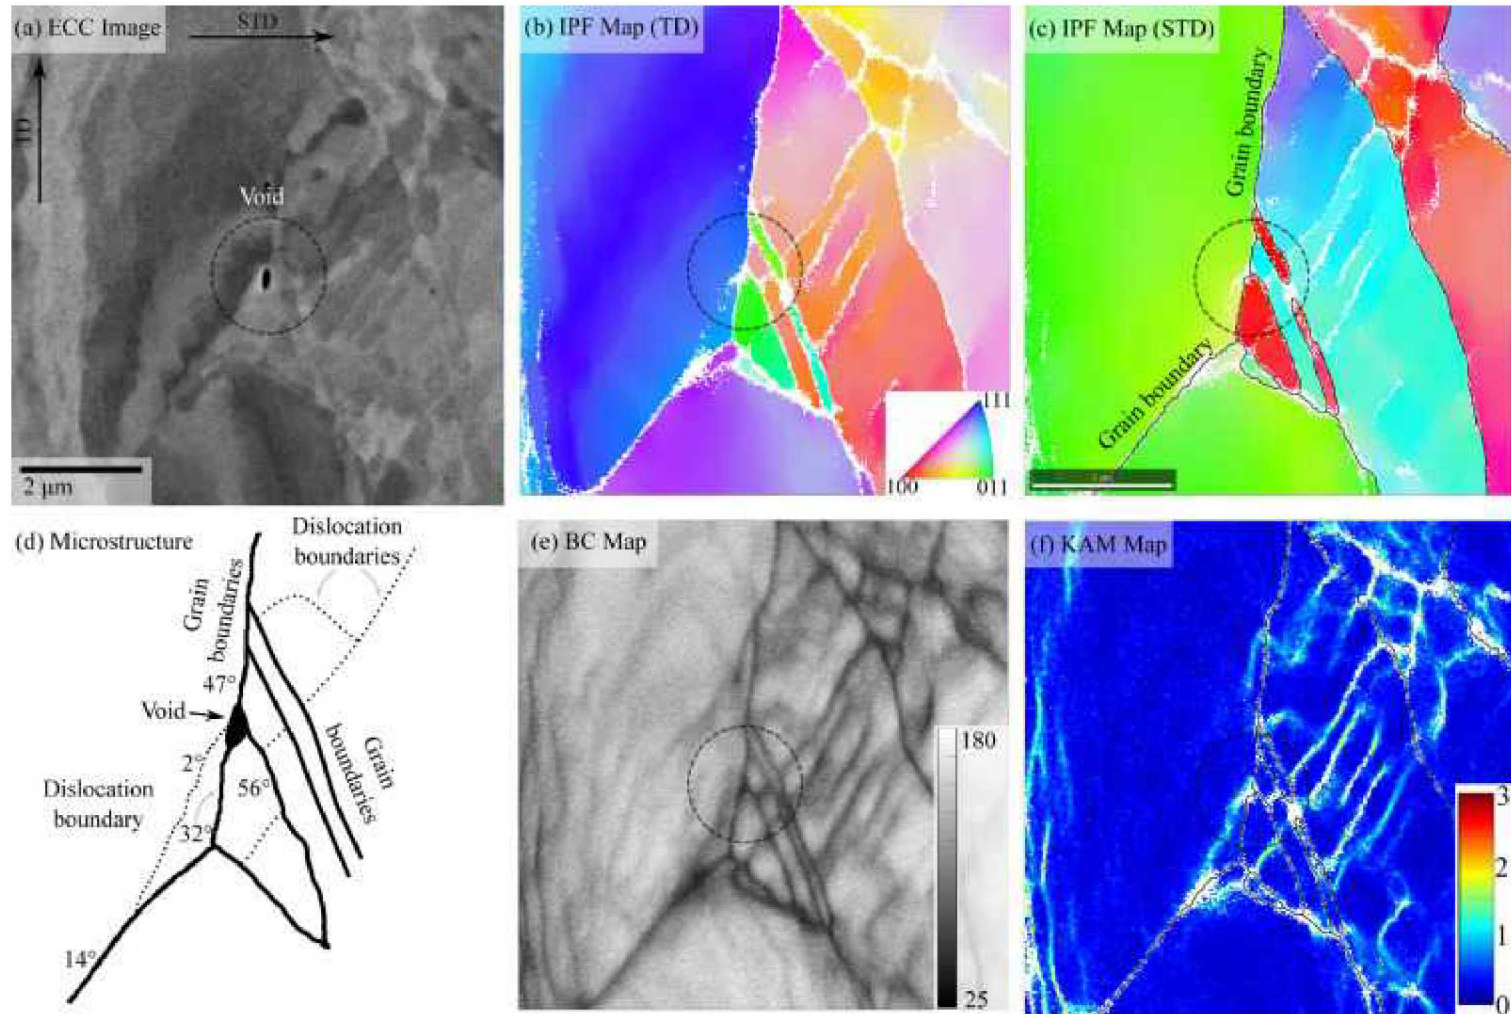 (a) ECC Image
STD
TD
Void
2 μm
(b) IPF Map (TD)
111
100
011
(c) IPF Map (STD)
Grain boundary
Grain boundary
(d) Microstructure
Dislocation
boundaries
Grain
boundaries
47°
Void
2°
Dislocation
boundary
56°
32°
Grain
boundaries
14°
(e) BC Map
180
25
(f) KAM Map
3
2
1
0